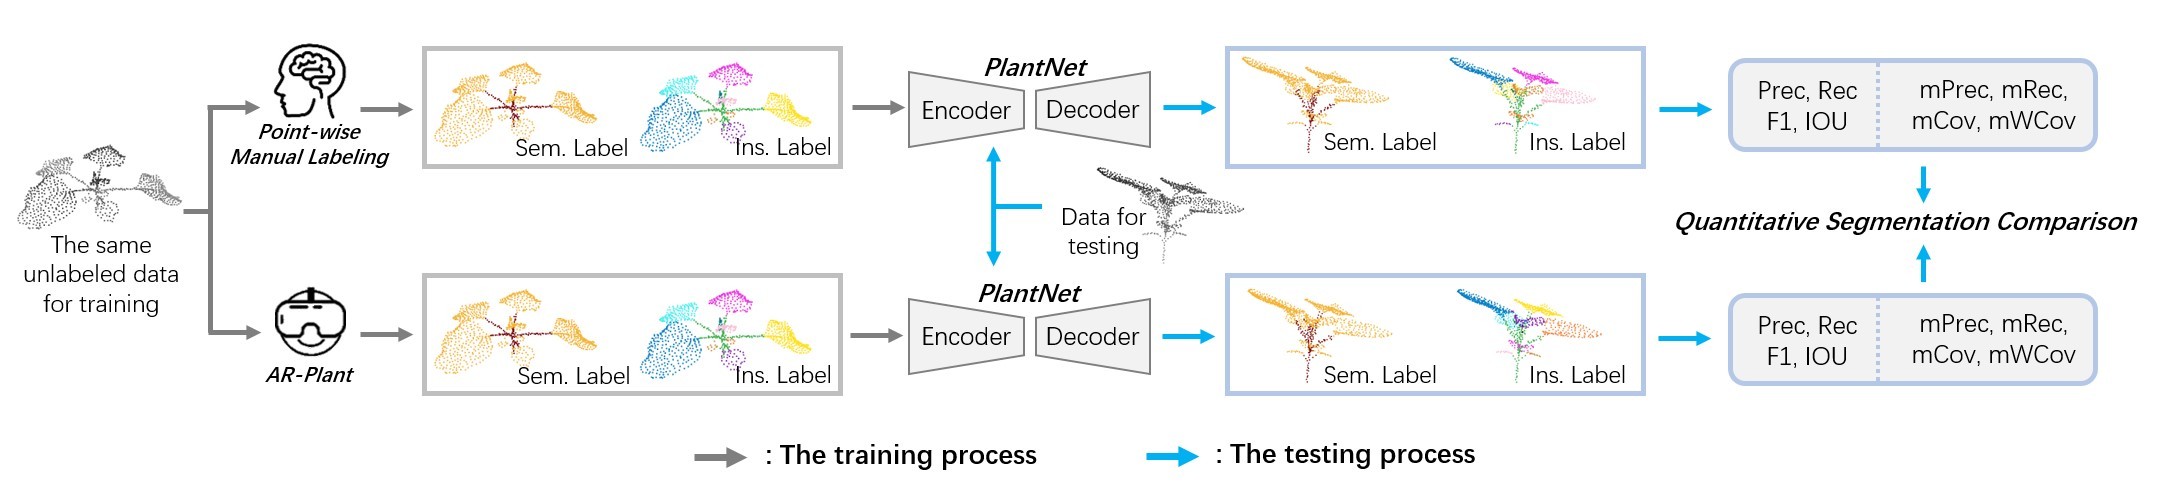 The same
unlabeled data
for training
Point-wise
Manual Labeling
Sem. Label
Ins. Label
PlantNet
Encoder
Decoder
Sem. Label
Ins. Label
Prec, Rec
F1, IOU
mPrec, mRec,
mCov, mWCov
Data for
testing
Quantitative Segmentation Comparison
AR-Plant
Sem. Label
Ins. Label
PlantNet
Encoder
Decoder
Sem. Label
Ins. Label
Prec, Rec
F1, IOU
mPrec, mRec,
mCov, mWCov
: The training process
: The testing process